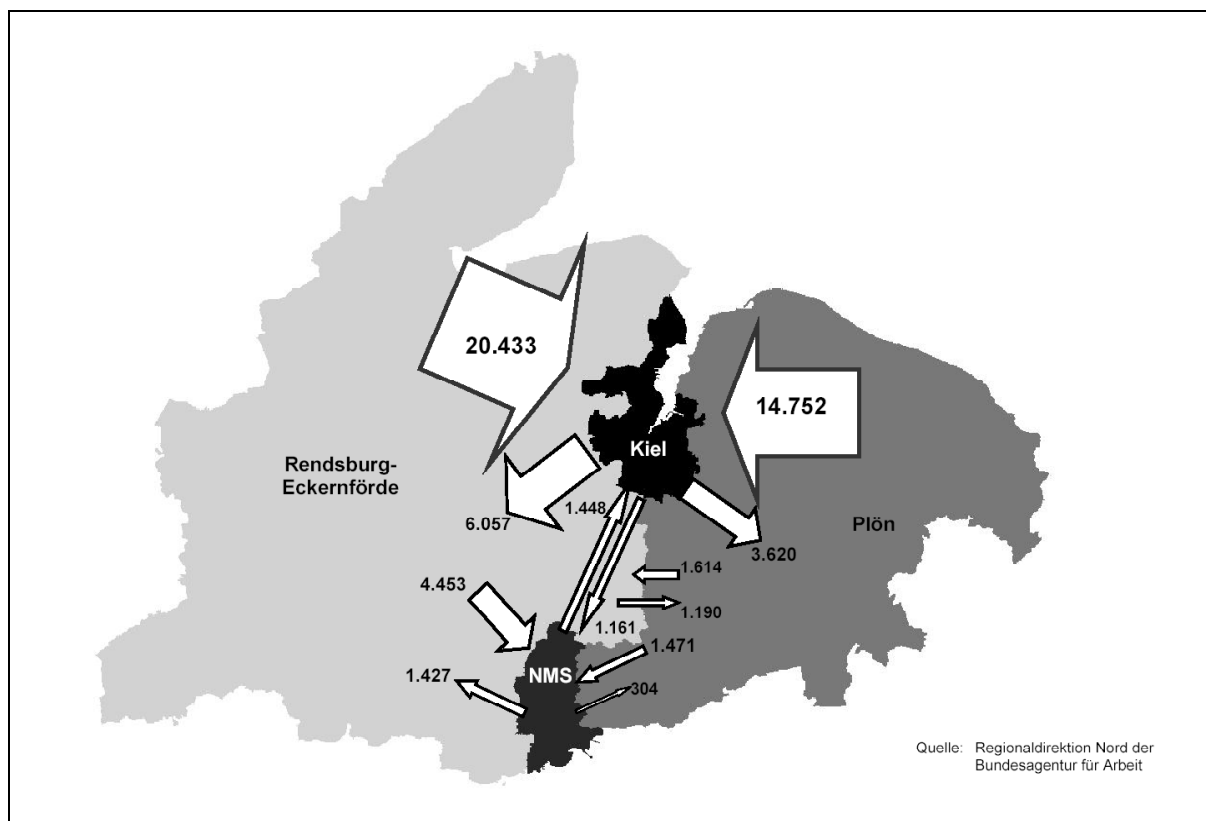 20.433
14.752
Kiel
Rendsburg-
Eckernförde
6.057
1.448
Plön
3.620
4.453
1.614
1.190
1.161
1.471
1.427
NMS
304
Quelle: Regionaldirektion Nord der
Bundesagentur für Arbeit